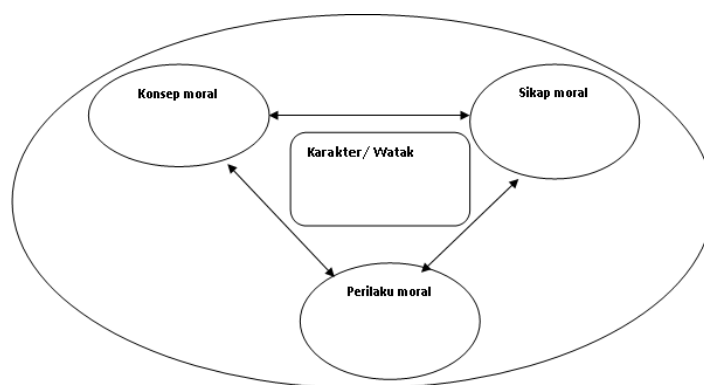 Konsep moral
Sikap moral
Karakter/ Watak
Perilaku moral